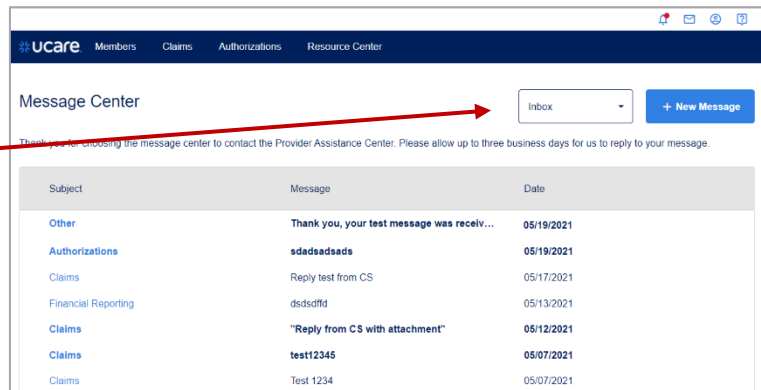 ucare Members Claims Authorizations Resource Center
Message Center
Inbox
+ New Message
Thank you for choosing the message center to contact the Provider Assistance Center. Please allow up to three business days for us to reply to your message.
Subject Message Date
Other Thank you, your test message was receiv... 05/19/2021
Authorizations sdadsadsads 05/19/2021
Claims Reply test from CS 05/17/2021
Financial Reporting dsdsdffd 05/13/2021
Claims "Reply from CS with attachment" 05/12/2021
Claims test12345 05/07/2021
Claims Test 1234 05/07/2021